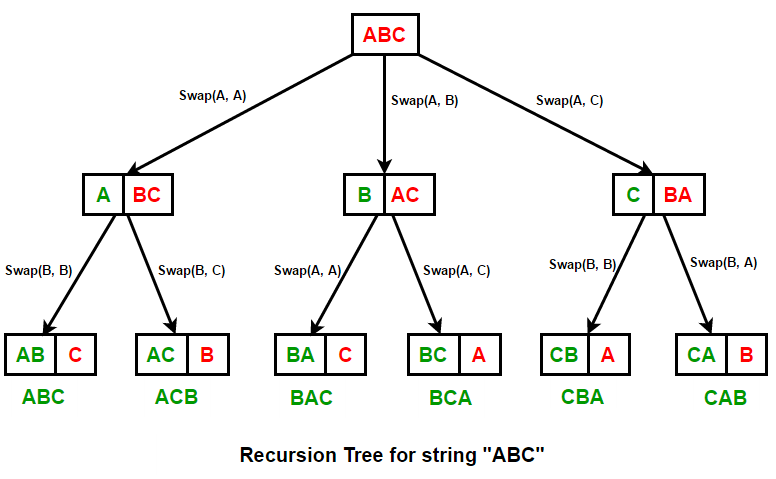 ABC
Swap(A, A)
Swap(A, B)
Swap(A, C)
A BC
B AC
C BA
Swap(B, B)
Swap(B, C)
Swap(A, A)
Swap(A, C)
Swap(B, B)
Swap(B, A)
AB C
AC B
BA C
BC A
CB A
CA B
ABC
ACB
BAC
BCA
CBA
CAB
Recursion Tree for string "ABC"